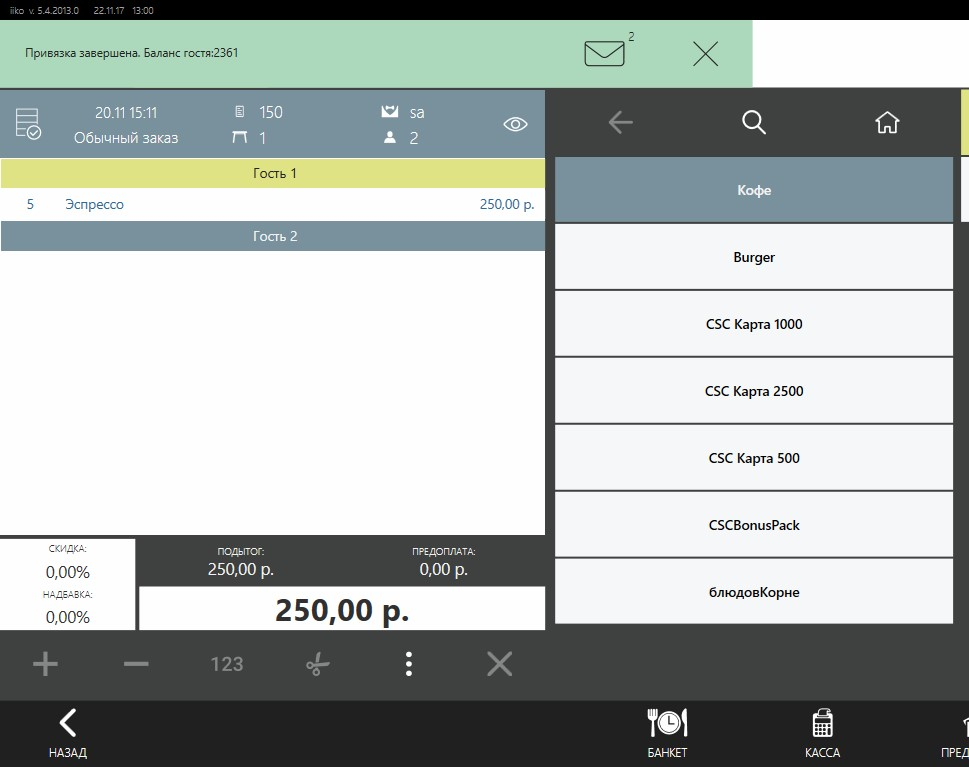 iiko v. 5.4.2013.0 22.11.17 13:00
Привязка завершена. Баланс гостя:2361
2
20.11 15:11 150 sa
Обычный заказ 1 2
Гость 1
5 Эспрессо 250,00 р.
Гость 2
Кофе
Burger
CSC Карта 1000
CSC Карта 2500
CSC Карта 500
CSCBonusPack
блюдовКорне
СКИДКА:
0,00%
НАДБАВКА:
0,00%
ПОДЫТОГ:
250,00 р.
ПРЕДОПЛАТА:
0,00 р.
250,00 р.
123
НАЗАД
БАНКЕТ
КАССА
ПРЕД